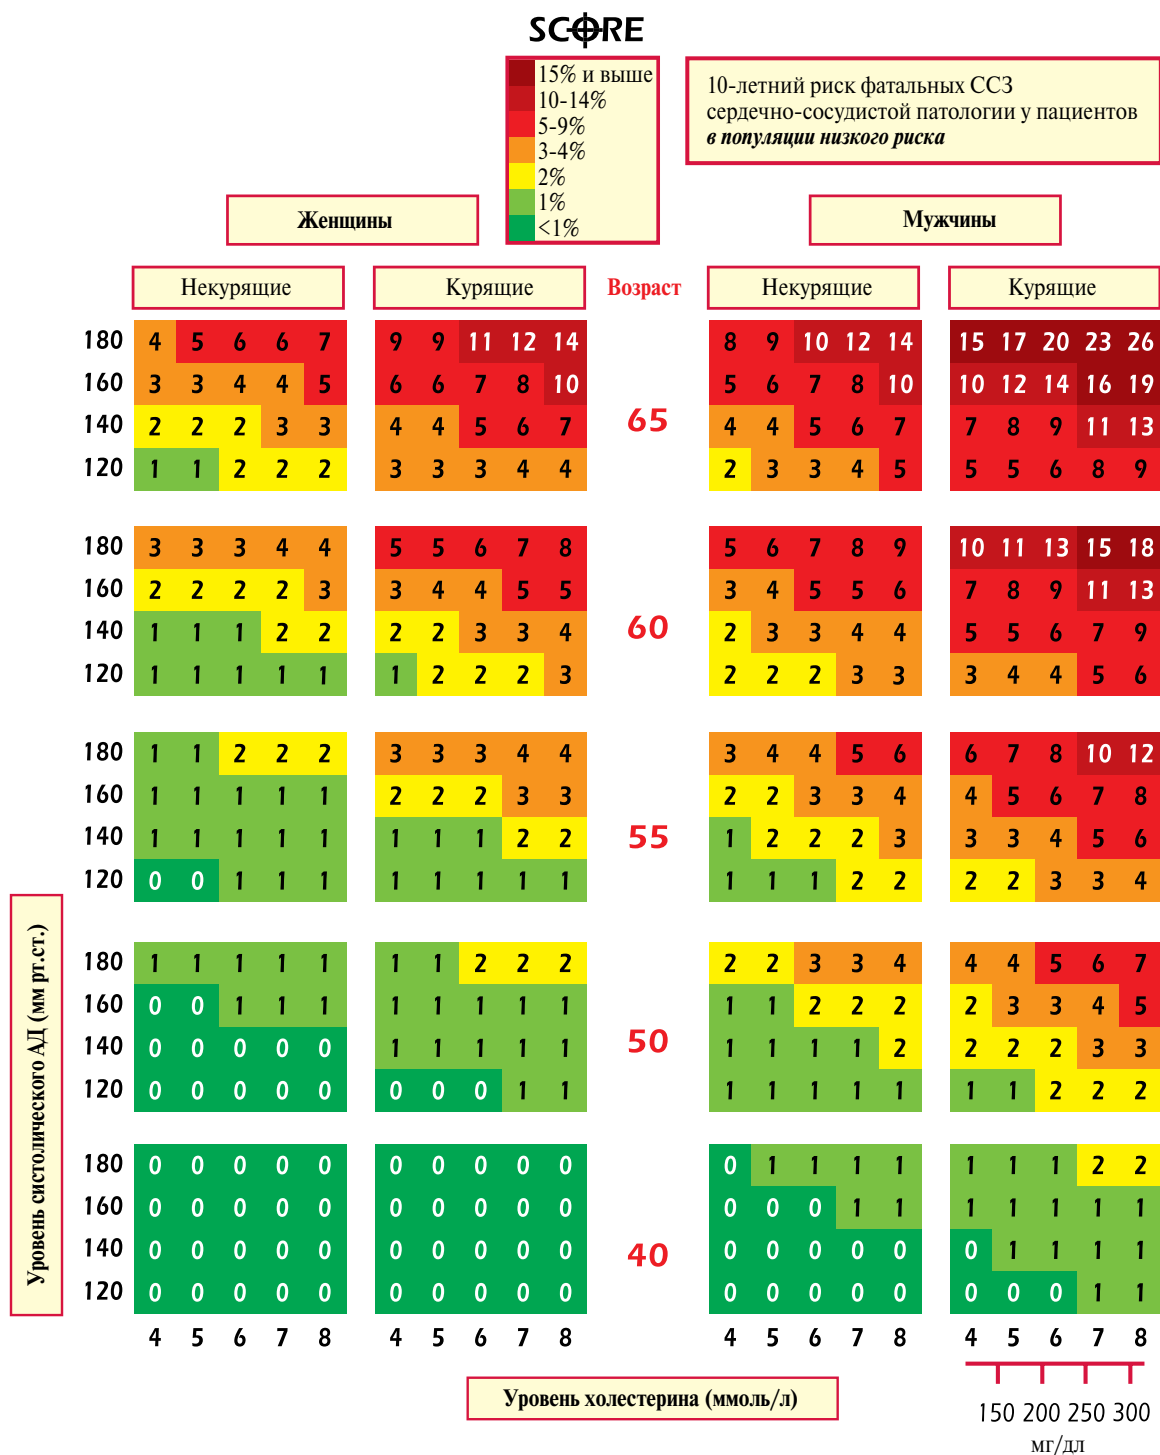 SCORE
15% и выше
10-14%
5-9%
3-4%
2%
1%
<1%
10-летний риск фатальных ССЗ
сердечно-сосудистой патологии у пациентов
в популяции низкого риска
Женщины
Мужчины
Некурящие Курящие Возраст Некурящие Курящие
180 4 5 6 6 7 9 9 11 12 14 8 9 10 12 14 15 17 20 23 26
160 3 3 4 4 5 6 6 7 8 10 5 6 7 8 10 10 12 14 16 19
65
140 2 2 2 3 3 4 4 5 6 7 4 4 5 6 7 7 8 9 11 13
120 1 1 2 2 2 3 3 3 4 4 2 3 3 4 5 5 5 6 8 9
180 3 3 3 4 4 5 5 6 7 8 5 6 7 8 9 10 11 13 15 18
160 2 2 2 2 3 3 4 4 5 5 3 4 5 5 6 7 8 9 11 13
60
140 1 1 1 2 2 2 2 3 3 4 2 3 3 4 4 5 5 6 7 9
120 1 1 1 1 1 1 2 2 2 3 2 2 2 3 3 3 4 4 5 6
180 1 1 2 2 2 3 3 3 4 4 3 4 4 5 6 6 7 8 10 12
160 1 1 1 1 1 2 2 2 3 3 2 2 3 3 4 4 5 6 7 8
55
140 1 1 1 1 1 1 1 1 2 2 1 2 2 2 3 3 3 4 5 6
120 0 0 1 1 1 1 1 1 1 1 1 1 1 2 2 2 2 3 3 4
180 1 1 1 1 1 1 1 2 2 2 2 2 3 3 4 4 4 5 6 7
160 0 0 1 1 1 1 1 1 1 1 1 1 2 2 2 2 3 3 4 5
50
140 0 0 0 0 0 1 1 1 1 1 1 1 1 1 2 2 2 2 3 3
120 0 0 0 0 0 0 0 0 1 1 1 1 1 1 1 1 1 2 2 2
180 0 0 0 0 0 0 0 0 0 0 0 1 1 1 1 1 1 1 2 2
160 0 0 0 0 0 0 0 0 0 0 0 0 0 1 1 1 1 1 1 1
40
140 0 0 0 0 0 0 0 0 0 0 0 0 0 0 0 0 1 1 1 1
120 0 0 0 0 0 0 0 0 0 0 0 0 0 0 0 0 0 0 1 1
4 5 6 7 8 4 5 6 7 8 4 5 6 7 8 4 5 6 7 8
Уровень систолического АД (мм рт.ст.)
Уровень холестерина (ммоль/л)
150 200 250 300
мг/дл